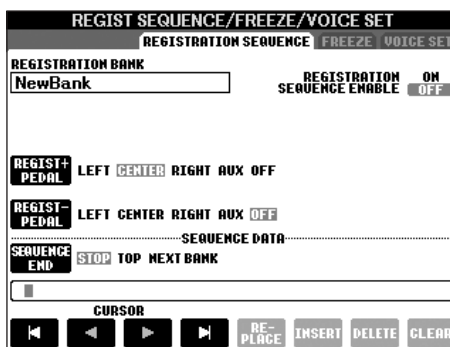 REGIST SEQUENCE/FREEZE/VOICE SET
REGISTRATION SEQUENCE FREEZE VOICE SET
REGISTRATION BANK
NewBank
REGISTRATION SEQUENCE ENABLE ON OFF
REGIST+ PEDAL LEFT CENTER RIGHT AUX OFF
REGIST- PEDAL LEFT CENTER RIGHT AUX OFF
SEQUENCE DATA
SEQUENCE END STOP TOP NEXT BANK
CURSOR
RE-PLACE INSERT DELETE CLEAR